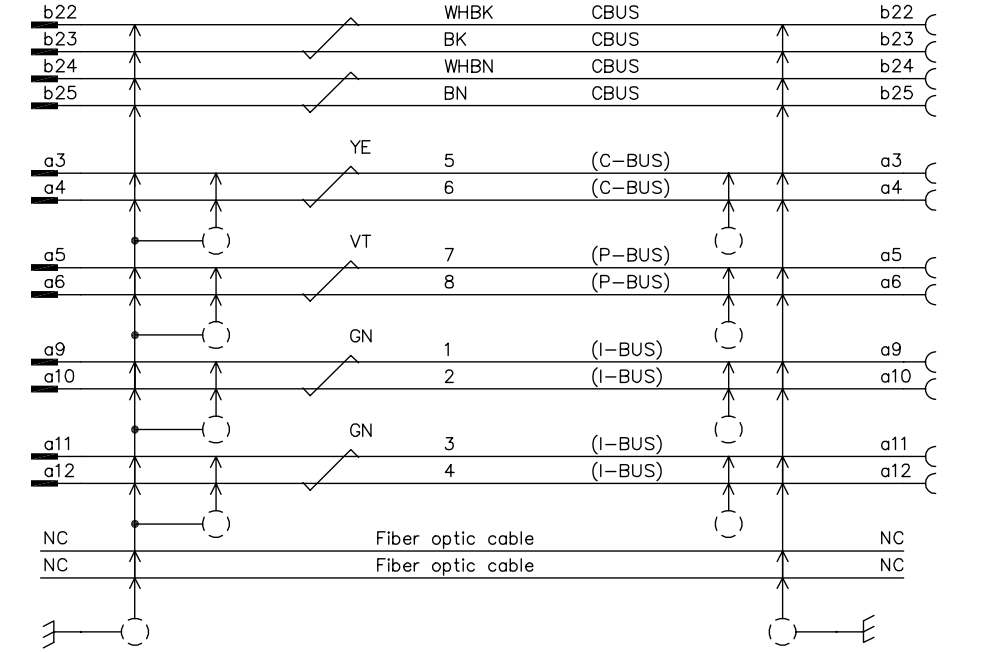 b22 WHBK CBUS b22
b23 BK CBUS b23
b24 WHBN CBUS b24
b25 BN CBUS b25
YE
a3 5 (C-BUS) a3
a4 6 (C-BUS) a4
VT
a5 7 (P-BUS) a5
a6 8 (P-BUS) a6
GN
a9 1 (I-BUS) a9
a10 2 (I-BUS) a10
GN
a11 3 (I-BUS) a11
a12 4 (I-BUS) a12
NC Fiber optic cable NC
NC Fiber optic cable NC